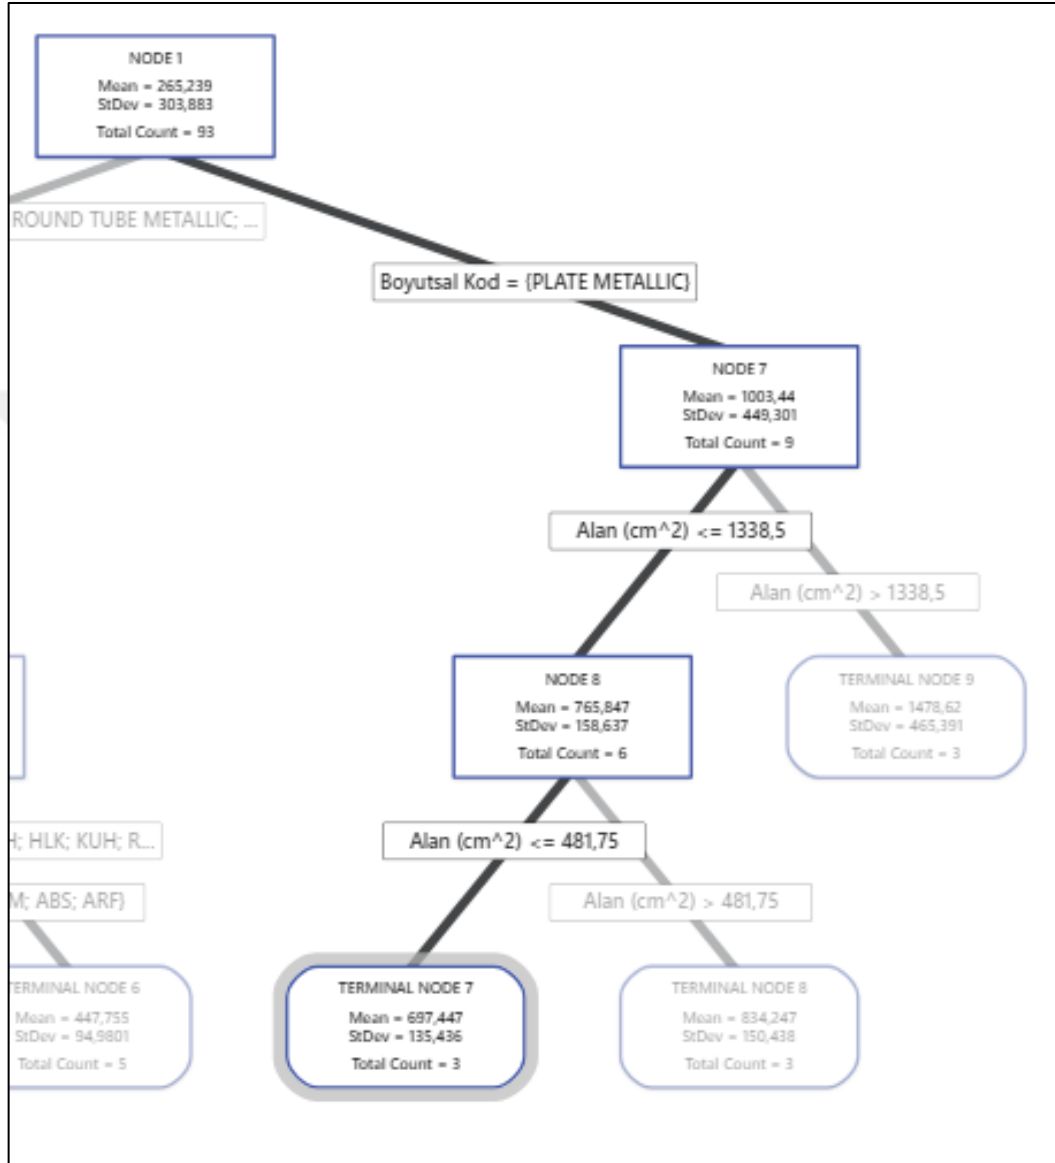 NODE 1
Mean = 265,239
StDev = 303,883
Total Count = 93
ROUND TUBE METALLIC; ...
Boyutsal Kod = {PLATE METALLIC}
NODE 7
Mean = 1003,44
StDev = 449,301
Total Count = 9
Alan (cm^2) <= 1338,5
Alan (cm^2) > 1338,5
NODE 8
Mean = 765,847
StDev = 158,637
Total Count = 6
TERMINAL NODE 9
Mean = 1478,62
StDev = 465,391
Total Count = 3
HLK; KUH; R...
Alan (cm^2) <= 481,75
ABS; ARF}
Alan (cm^2) > 481,75
TERMINAL NODE 6
Mean = 447,755
StDev = 94,9801
Total Count = 5
TERMINAL NODE 7
Mean = 697,447
StDev = 135,436
Total Count = 3
TERMINAL NODE 8
Mean = 834,247
StDev = 150,438
Total Count = 3